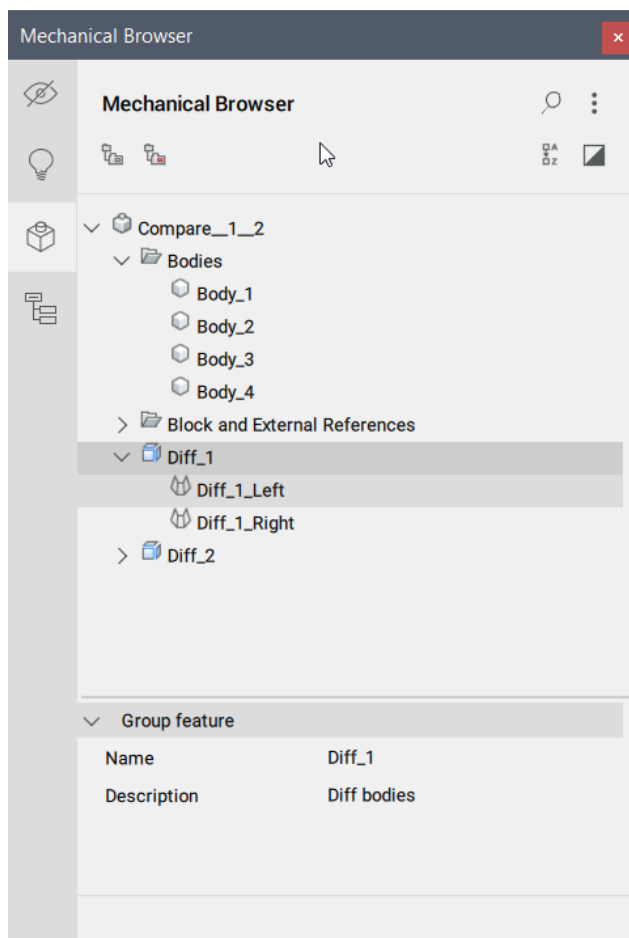 Mechanical Browser
Mechanical Browser
A
Z
Compare__1__2
Bodies
Body_1
Body_2
Body_3
Body_4
Block and External References
Diff_1
Diff_1_Left
Diff_1_Right
Diff_2
Group feature
Name Diff_1
Description Diff bodies